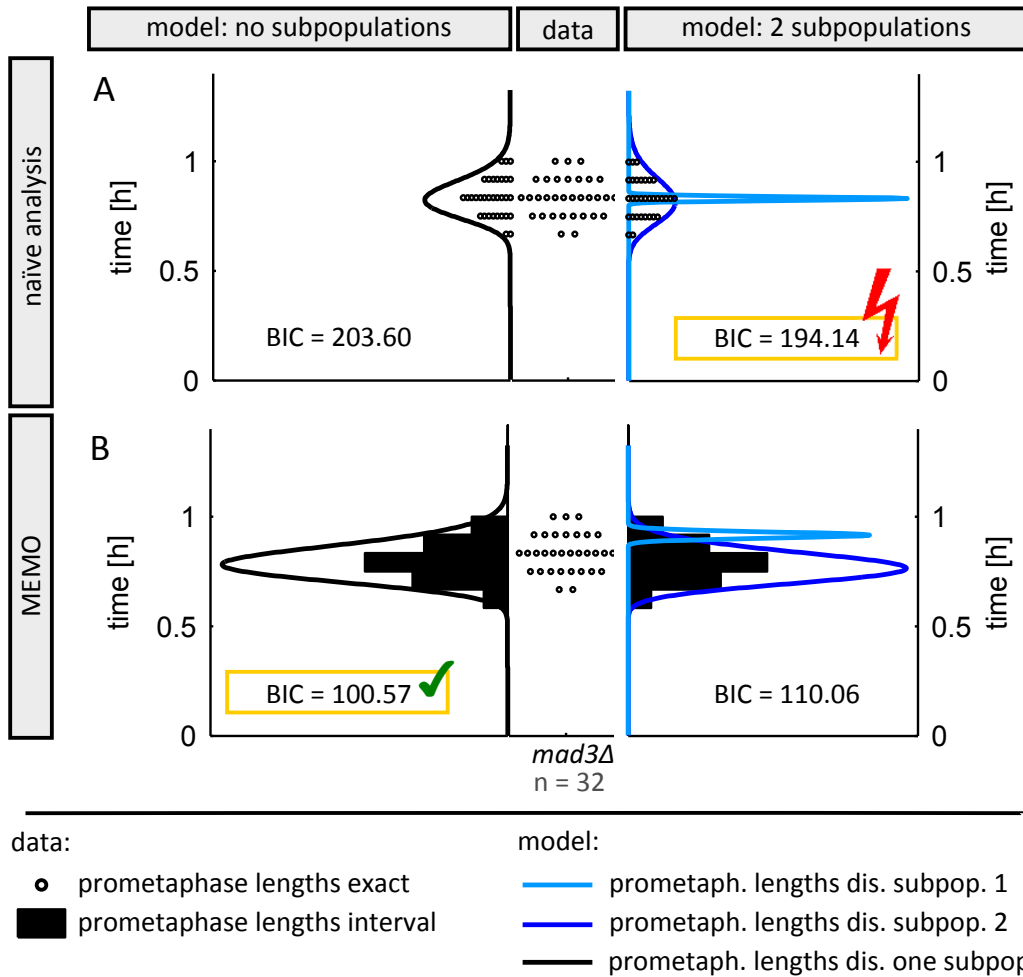 model: no subpopulations
data
model: 2 subpopulations
naïve analysis
A
time [h]
1
0.5
0
BIC = 203.60
BIC = 194.14
1
0.5
0
time [h]
MEMO
B
time [h]
1
0.5
0
BIC = 100.57
BIC = 110.06
1
0.5
0
time [h]
mad3Δ
n = 32
data:
prometaphase lengths exact
prometaphase lengths interval
model:
prometaph. lengths dis. subpop. 1
prometaph. lengths dis. subpop. 2
prometaph. lengths dis. one subpop